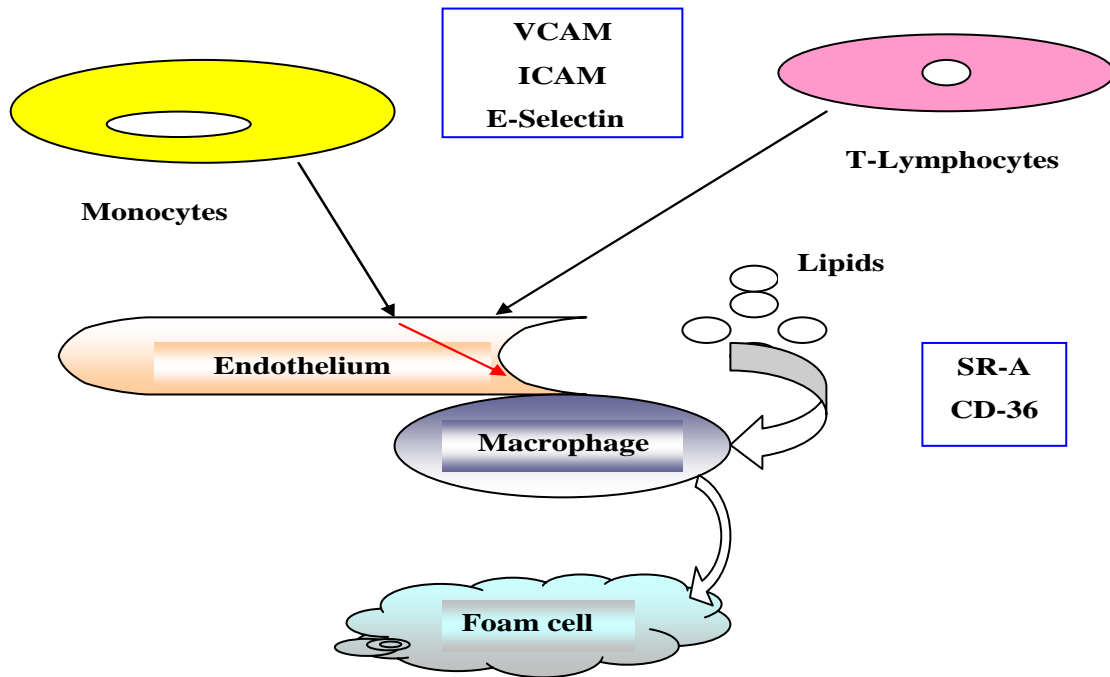 VCAM
ICAM
E-Selectin
T-Lymphocytes
Monocytes
Lipids
Endothelium
SR-A
CD-36
Macrophage
Foam cell